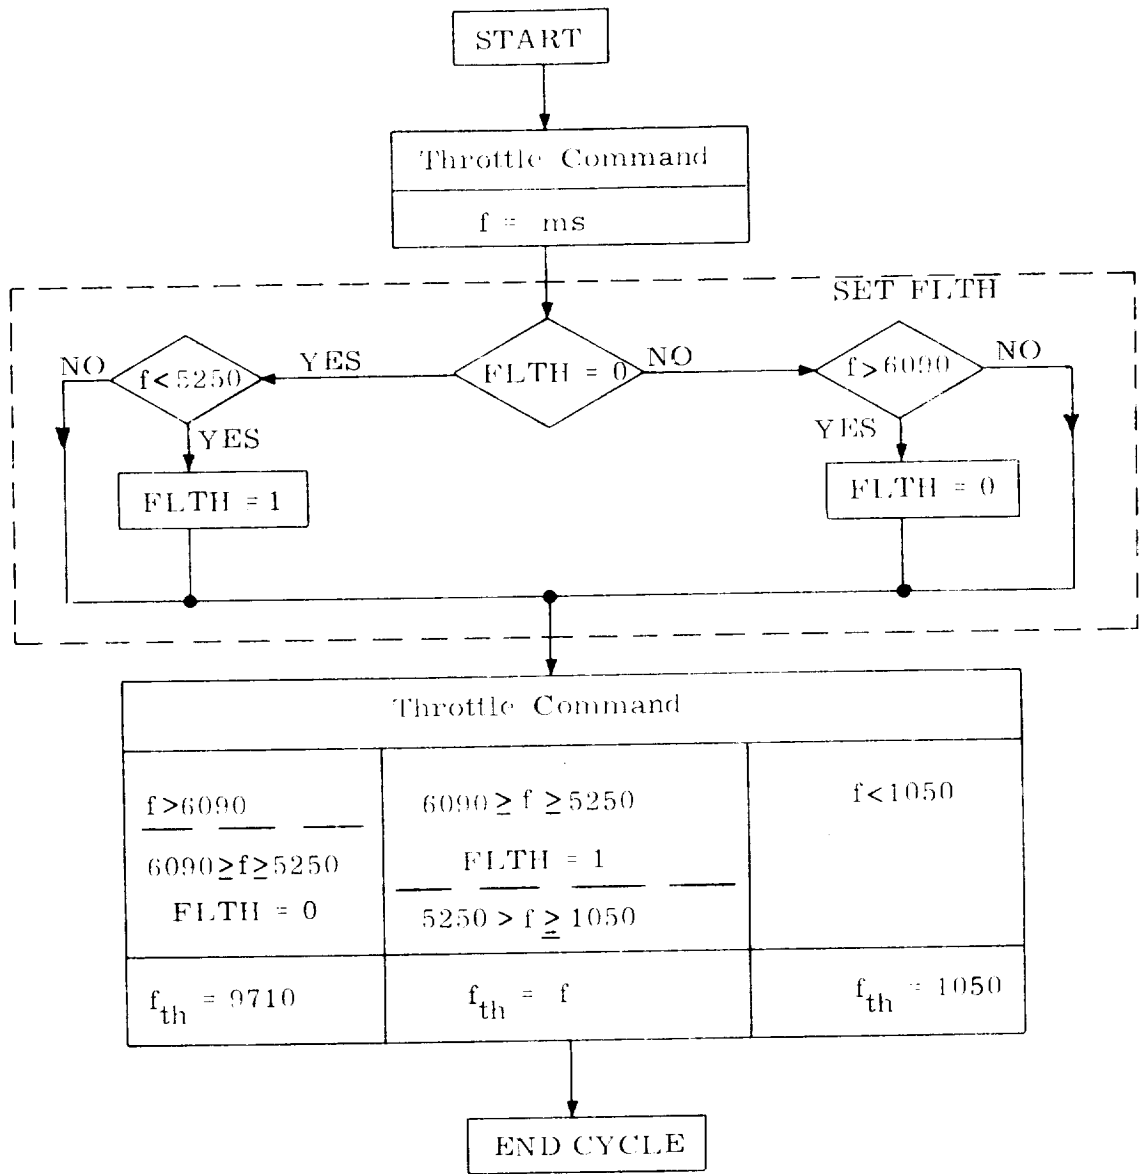 START
Throttle Command
f = ms
SET FLTH
NO
f<5250
YES
FLTH = 0
NO
f>6090
NO
YES
YES
FLTH = 1
FLTH = 0
Throttle Command
f>6090
6090≥f≥5250
FLTH = 0
6090 ≥ f ≥ 5250
FLTH = 1
5250 > f ≥ 1050
f<1050
f_th = 9710
f_th = f
f_th = 1050
END CYCLE